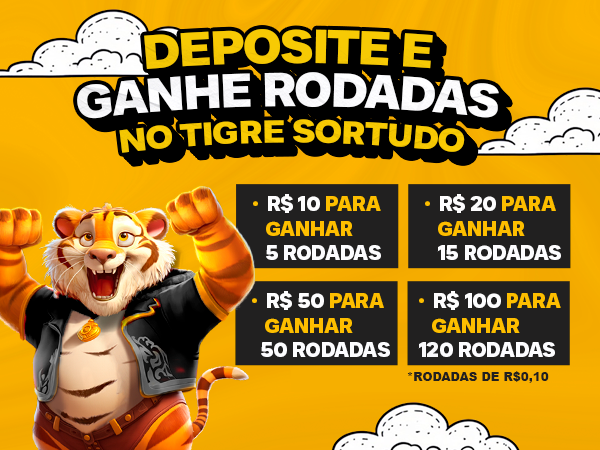 DEPOSITE E
GANHE RODADAS
NO TIGRE SORTUDO
• R$ 10 PARA
GANHAR
5 RODADAS
• R$ 20 PARA
GANHAR
15 RODADAS
• R$ 50 PARA
GANHAR
50 RODADAS
• R$ 100 PARA
GANHAR
120 RODADAS
*RODADAS DE R$0,10